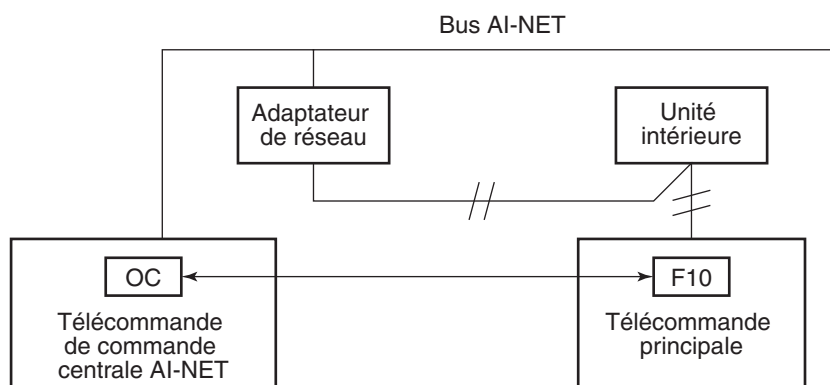 Bus AI-NET
Adaptateur
de réseau
Unité
intérieure
OC
F10
Télécommande
de commande
centrale AI-NET
Télécommande
principale